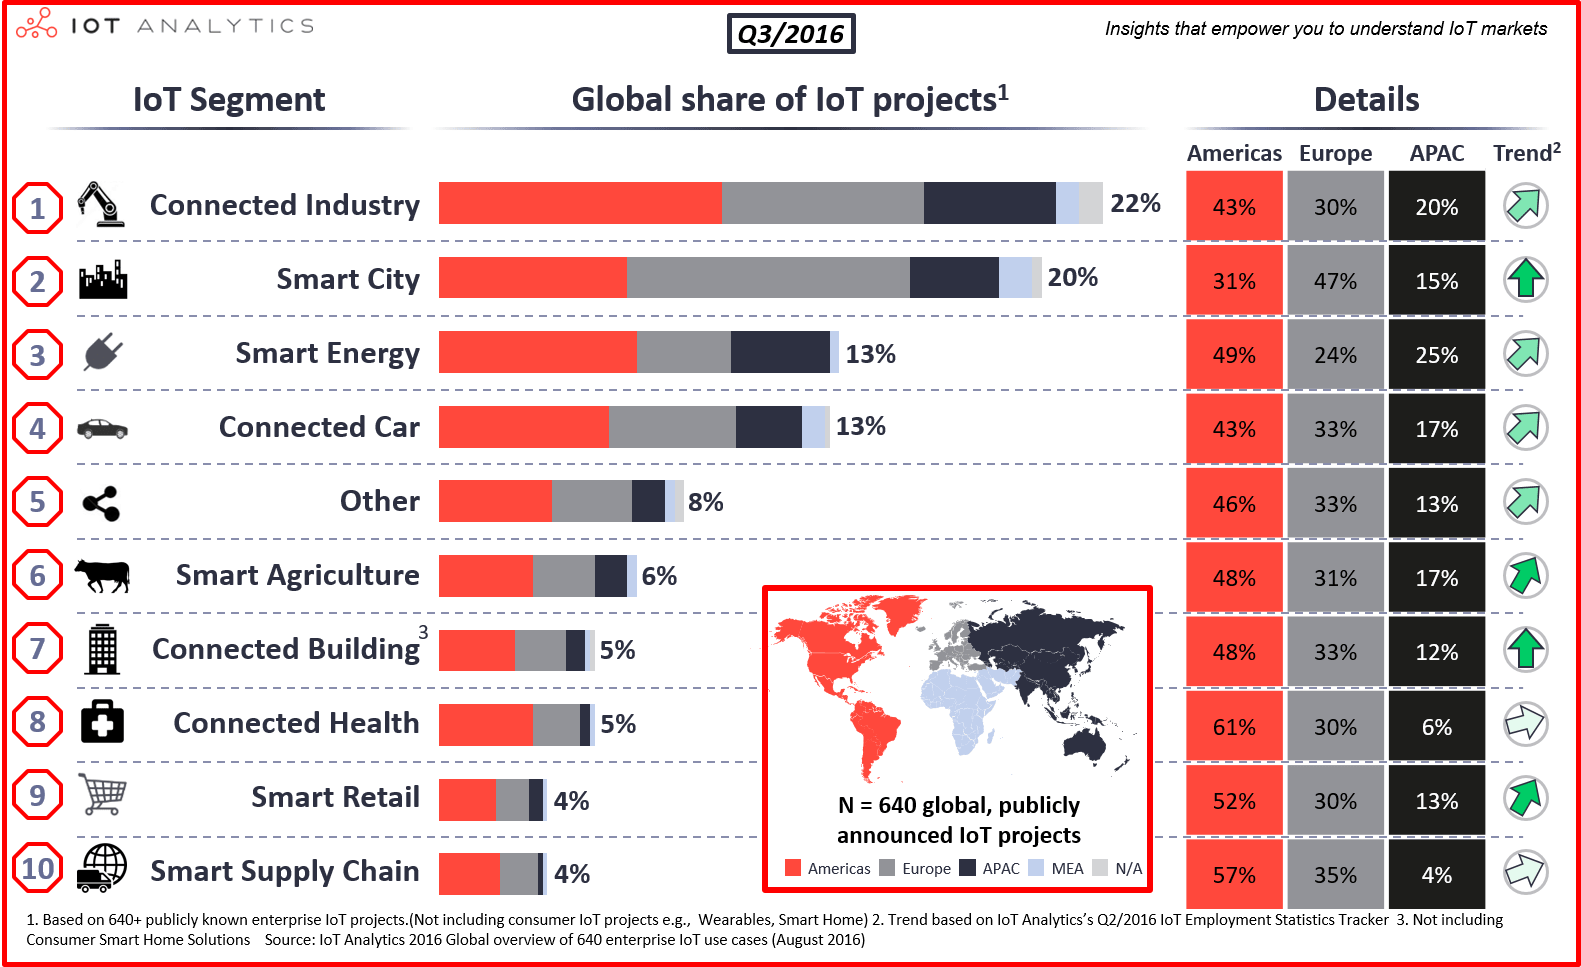 IOT ANALYTICS
Q3/2016
Insights that empower you to understand IoT markets
IoT Segment
Global share of IoT projects1
Details
Americas Europe APAC Trend2
1 Connected Industry 22% 43% 30% 20%
2 Smart City 20% 31% 47% 15%
3 Smart Energy 13% 49% 24% 25%
4 Connected Car 13% 43% 33% 17%
5 Other 8% 46% 33% 13%
6 Smart Agriculture 6% 48% 31% 17%
7 Connected Building3 5% 48% 33% 12%
8 Connected Health 5% 61% 30% 6%
9 Smart Retail 4% 52% 30% 13%
10 Smart Supply Chain 4% 57% 35% 4%
N = 640 global, publicly
announced IoT projects
Americas Europe APAC MEA N/A
1. Based on 640+ publicly known enterprise IoT projects.(Not including consumer IoT projects e.g., Wearables, Smart Home) 2. Trend based on IoT Analytics’s Q2/2016 IoT Employment Statistics Tracker 3. Not including
Consumer Smart Home Solutions Source: IoT Analytics 2016 Global overview of 640 enterprise IoT use cases (August 2016)